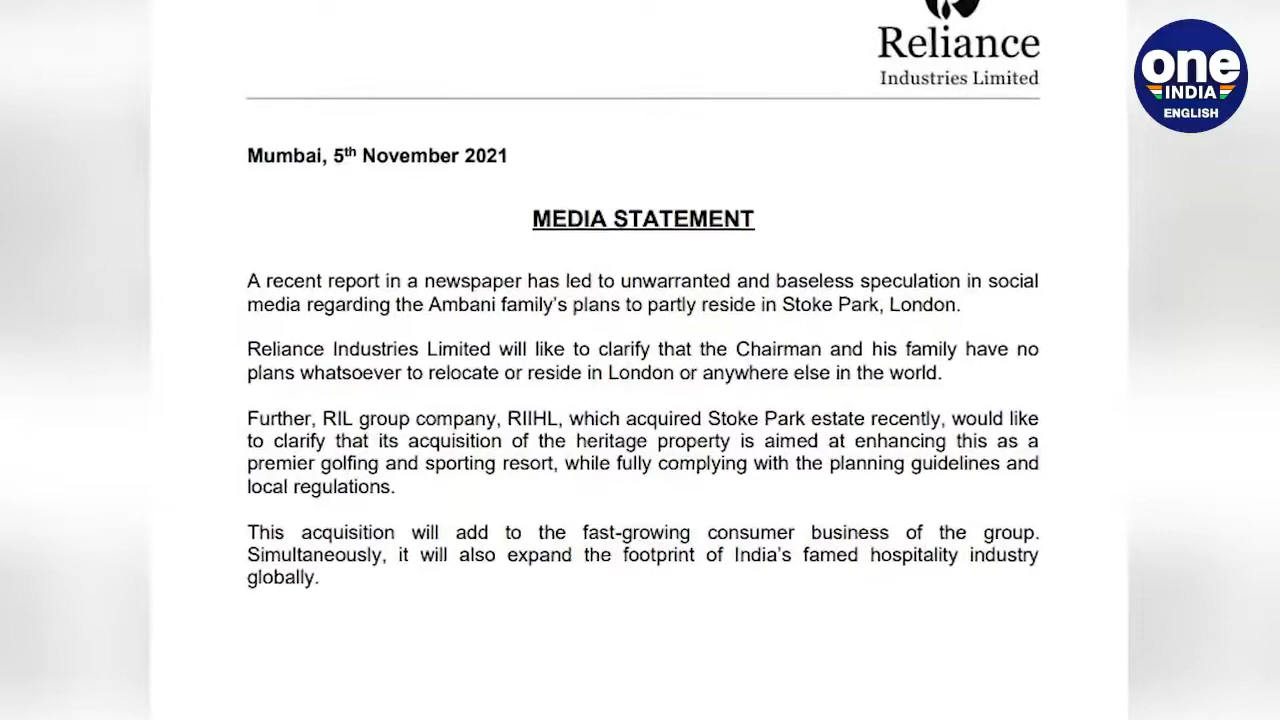 Reliance
Industries Limited
one
INDIA
ENGLISH
Mumbai, 5th November 2021
MEDIA STATEMENT
A recent report in a newspaper has led to unwarranted and baseless speculation in social
media regarding the Ambani family's plans to partly reside in Stoke Park, London.
Reliance Industries Limited will like to clarify that the Chairman and his family have no
plans whatsoever to relocate or reside in London or anywhere else in the world.
Further, RIL group company, RIIHL, which acquired Stoke Park estate recently, would like
to clarify that its acquisition of the heritage property is aimed at enhancing this as a
premier golfing and sporting resort, while fully complying with the planning guidelines and
local regulations.
This acquisition will add to the fast-growing consumer business of the group.
Simultaneously, it will also expand the footprint of India's famed hospitality industry
globally.